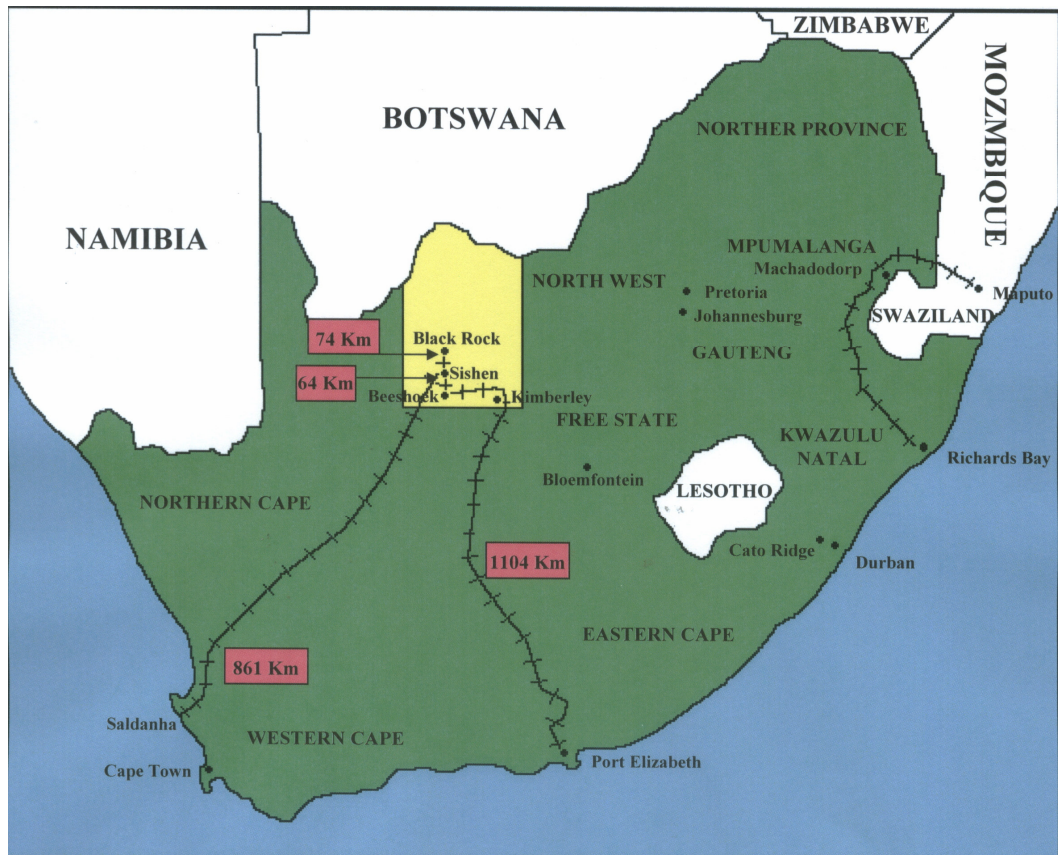 ZIMBABWE
MOZMBIQUE
BOTSWANA
NORTHER PROVINCE
NAMIBIA
MPUMALANGA
Machadodorp
NORTH WEST
Pretoria
Maputo
Johannesburg
SWAZILAND
74 Km
Black Rock
GAUTENG
64 Km
Sishen
Beeshoek
Kimberley
FREE STATE
KWAZULU
NATAL
Richards Bay
Bloemfontein
LESOTHO
NORTHERN CAPE
1104 Km
Cato Ridge
Durban
EASTERN CAPE
861 Km
Saldanha
WESTERN CAPE
Cape Town
Port Elizabeth